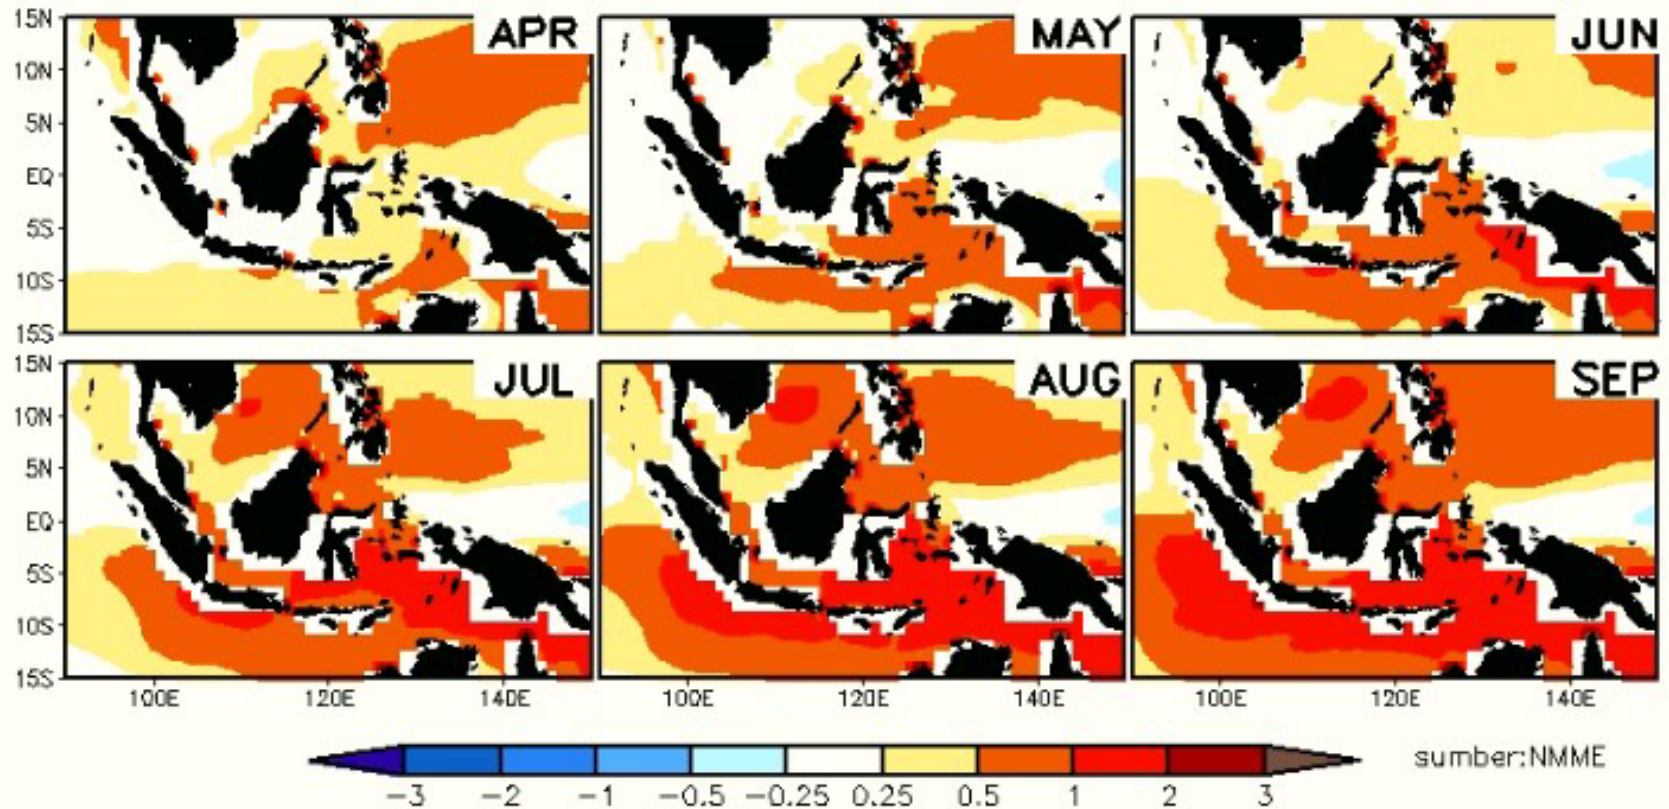 15N
10N
5N
EQ
5S
10S
15S
APR
MAY
JUN
15N
10N
5N
EQ
5S
10S
15S
JUL
AUG
SEP
100E 120E 140E 100E 120E 140E 100E 120E 140E
-3 -2 -1 -0.5 -0.25 0.25 0.5 1 2 3
sumber:NMME